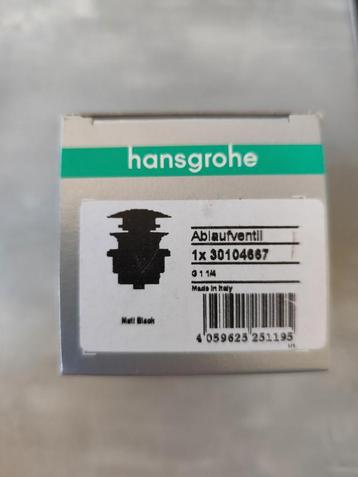 hansgrohe
Ablaufventil
1x 30104667
G 1 1/4
Made in Italy
Matt Black
4 059625 251195